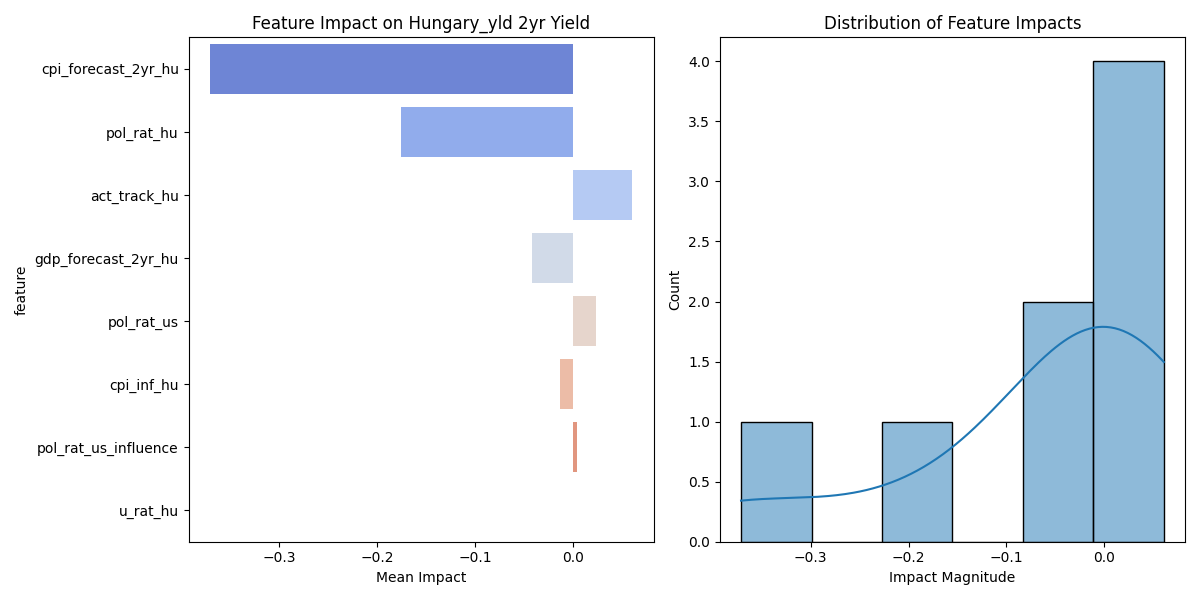 Feature Impact on Hungary_yld 2yr Yield
feature
cpi_forecast_2yr_hu
pol_rat_hu
act_track_hu
gdp_forecast_2yr_hu
pol_rat_us
cpi_inf_hu
pol_rat_us_influence
u_rat_hu
−0.3
−0.2
−0.1
0.0
Mean Impact
Distribution of Feature Impacts
Count
4.0
3.5
3.0
2.5
2.0
1.5
1.0
0.5
0.0
−0.3
−0.2
−0.1
0.0
Impact Magnitude